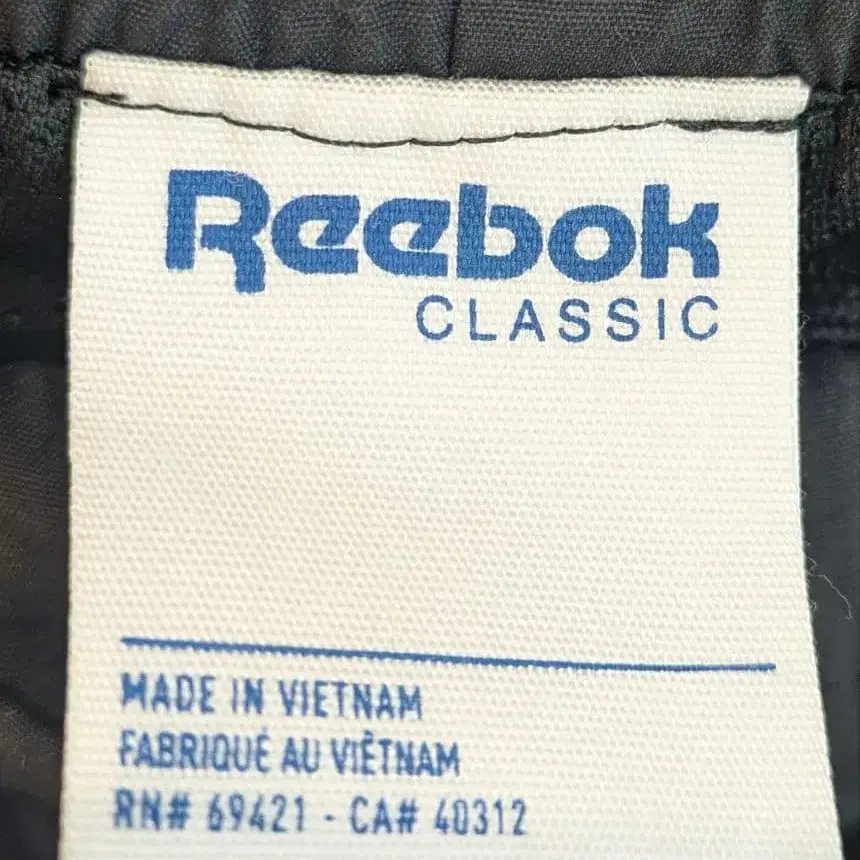 Reebok
CLASSIC
MADE IN VIETNAM
FABRIQUÉ AU VIÊTNAM
RN# 69421 - CA# 40312